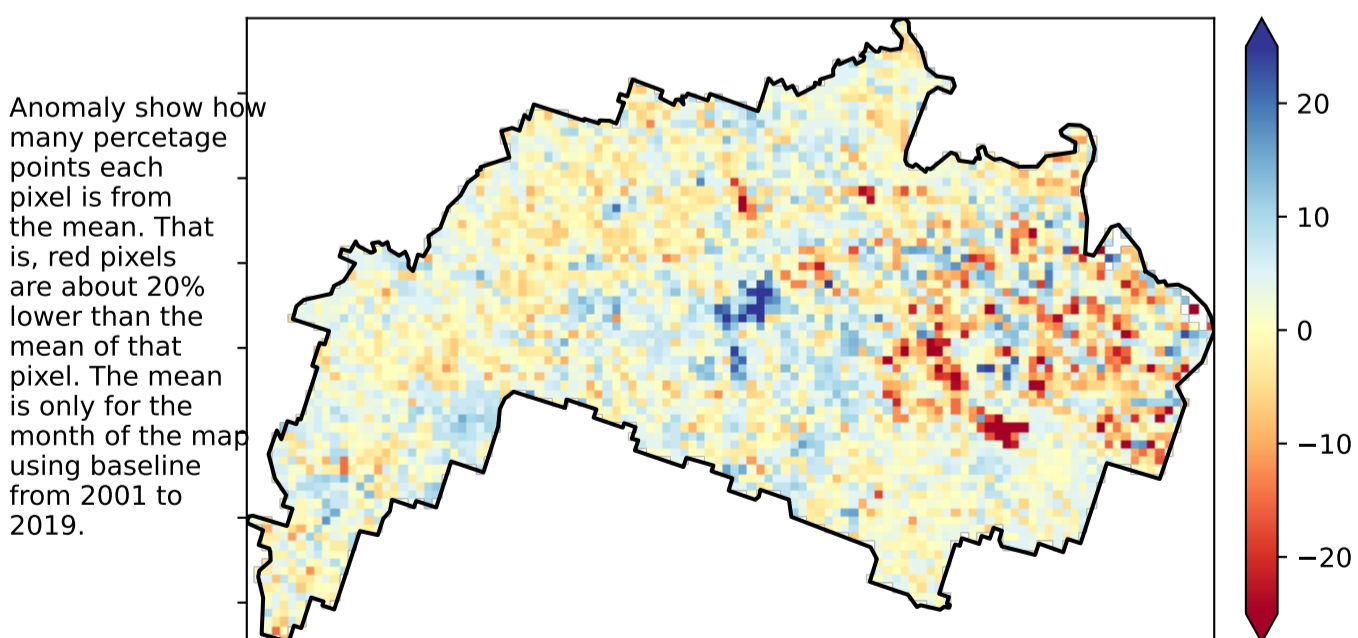 Anomaly show how
many percetage
points each
pixel is from
the mean. That
is, red pixels
are about 20%
lower than the
mean of that
pixel. The mean
is only for the
month of the map
using baseline
from 2001 to
2019.
20
10
0
−10
−20